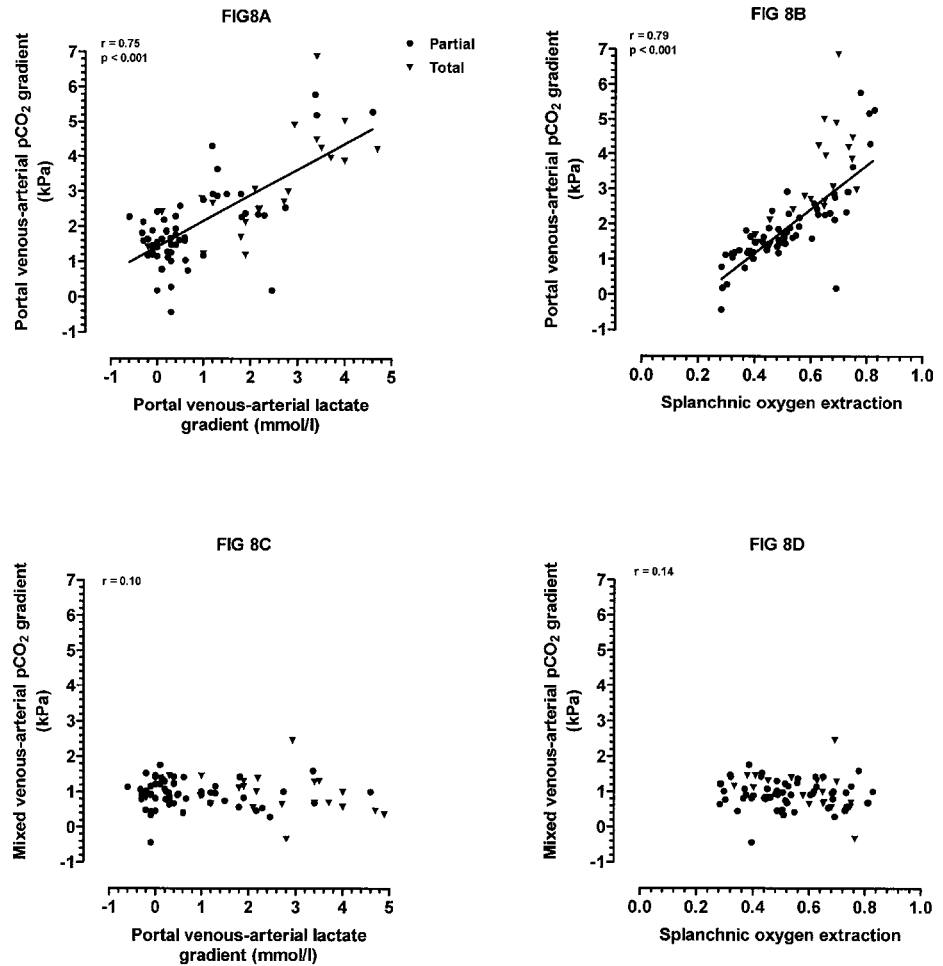 FIG8A
r = 0.75
p < 0.001
Partial
Total
Portal venous-arterial pCO₂ gradient
(kPa)
7
6
5
4
3
2
1
0
-1
-1 0 1 2 3 4 5
Portal venous-arterial lactate
gradient (mmol/l)
FIG 8B
r = 0.79
p < 0.001
Portal venous-arterial pCO₂ gradient
(kPa)
7
6
5
4
3
2
1
0
-1
0.0 0.2 0.4 0.6 0.8 1.0
Splanchnic oxygen extraction
FIG 8C
r = 0.10
Mixed venous-arterial pCO₂ gradient
(kPa)
7
6
5
4
3
2
1
0
-1
-1 0 1 2 3 4 5
Portal venous-arterial lactate
gradient (mmol/l)
FIG 8D
r = 0.14
Mixed venous-arterial pCO₂ gradient
(kPa)
7
6
5
4
3
2
1
0
-1
0.0 0.2 0.4 0.6 0.8 1.0
Splanchnic oxygen extraction